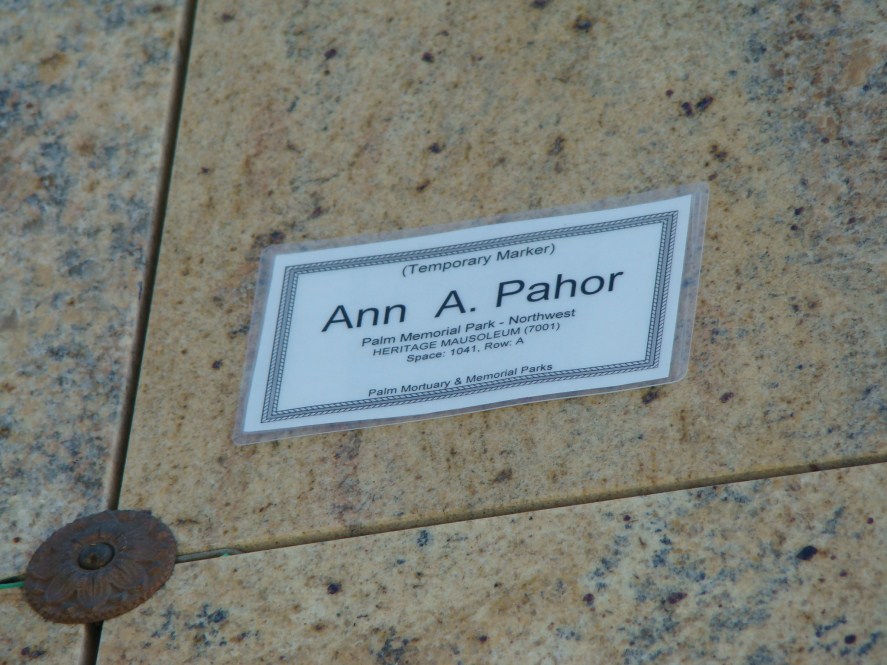 (Temporary Marker)
Ann A. Pahor
Palm Memorial Park - Northwest
HERITAGE MAUSOLEUM (7001)
Space: 1041, Row: A
Palm Mortuary & Memorial Parks